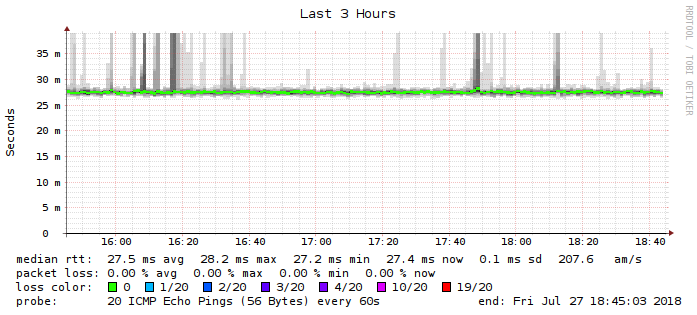 Last 3 Hours
RRDTOOL / TOBI OETIKER
Seconds
35 m
30 m
25 m
20 m
15 m
10 m
5 m
0
16:00 16:20 16:40 17:00 17:20 17:40 18:00 18:20 18:40
median rtt: 27.5 ms avg 28.2 ms max 27.2 ms min 27.4 ms now 0.1 ms sd 207.6 am/s
packet loss: 0.00 % avg 0.00 % max 0.00 % min 0.00 % now
loss color: 0 1/20 2/20 3/20 4/20 10/20 19/20
probe: 20 ICMP Echo Pings (56 Bytes) every 60s end: Fri Jul 27 18:45:03 2018